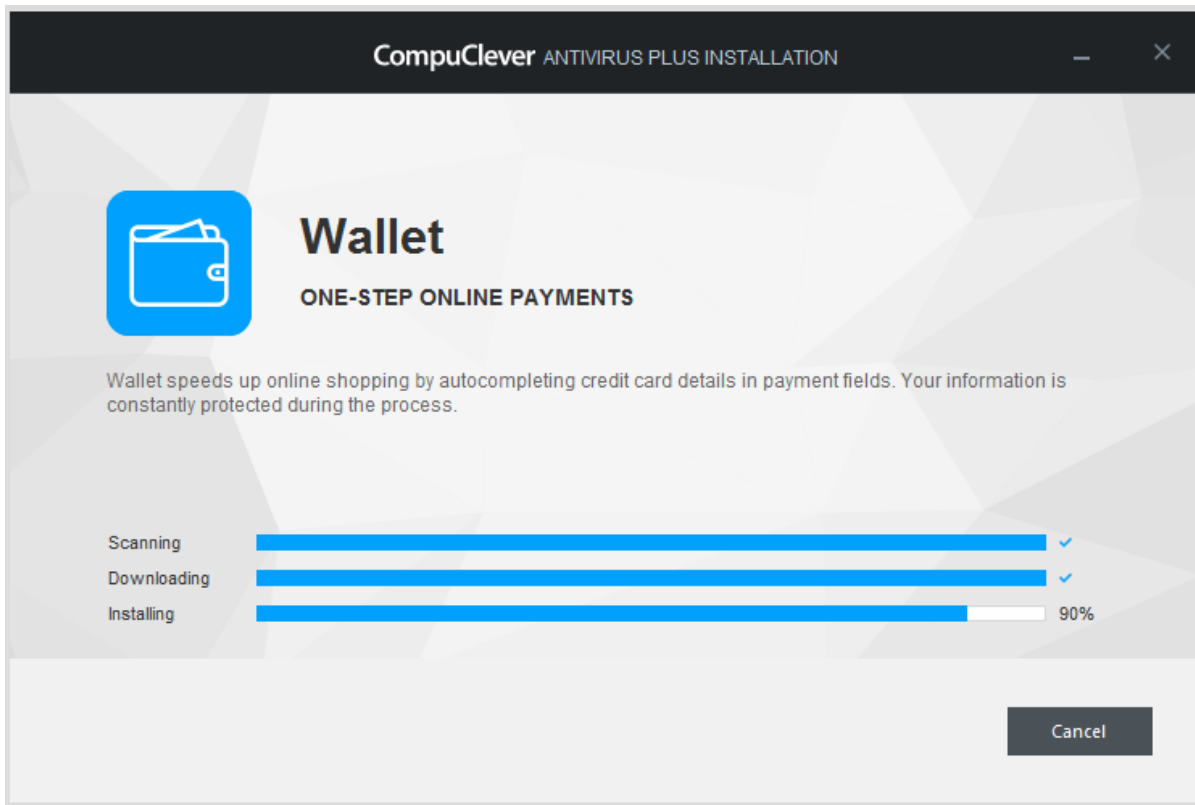 CompuClever ANTIVIRUS PLUS INSTALLATION
Wallet
ONE-STEP ONLINE PAYMENTS
Wallet speeds up online shopping by autocompleting credit card details in payment fields. Your information is
constantly protected during the process.
Scanning
Downloading
Installing 90%
Cancel